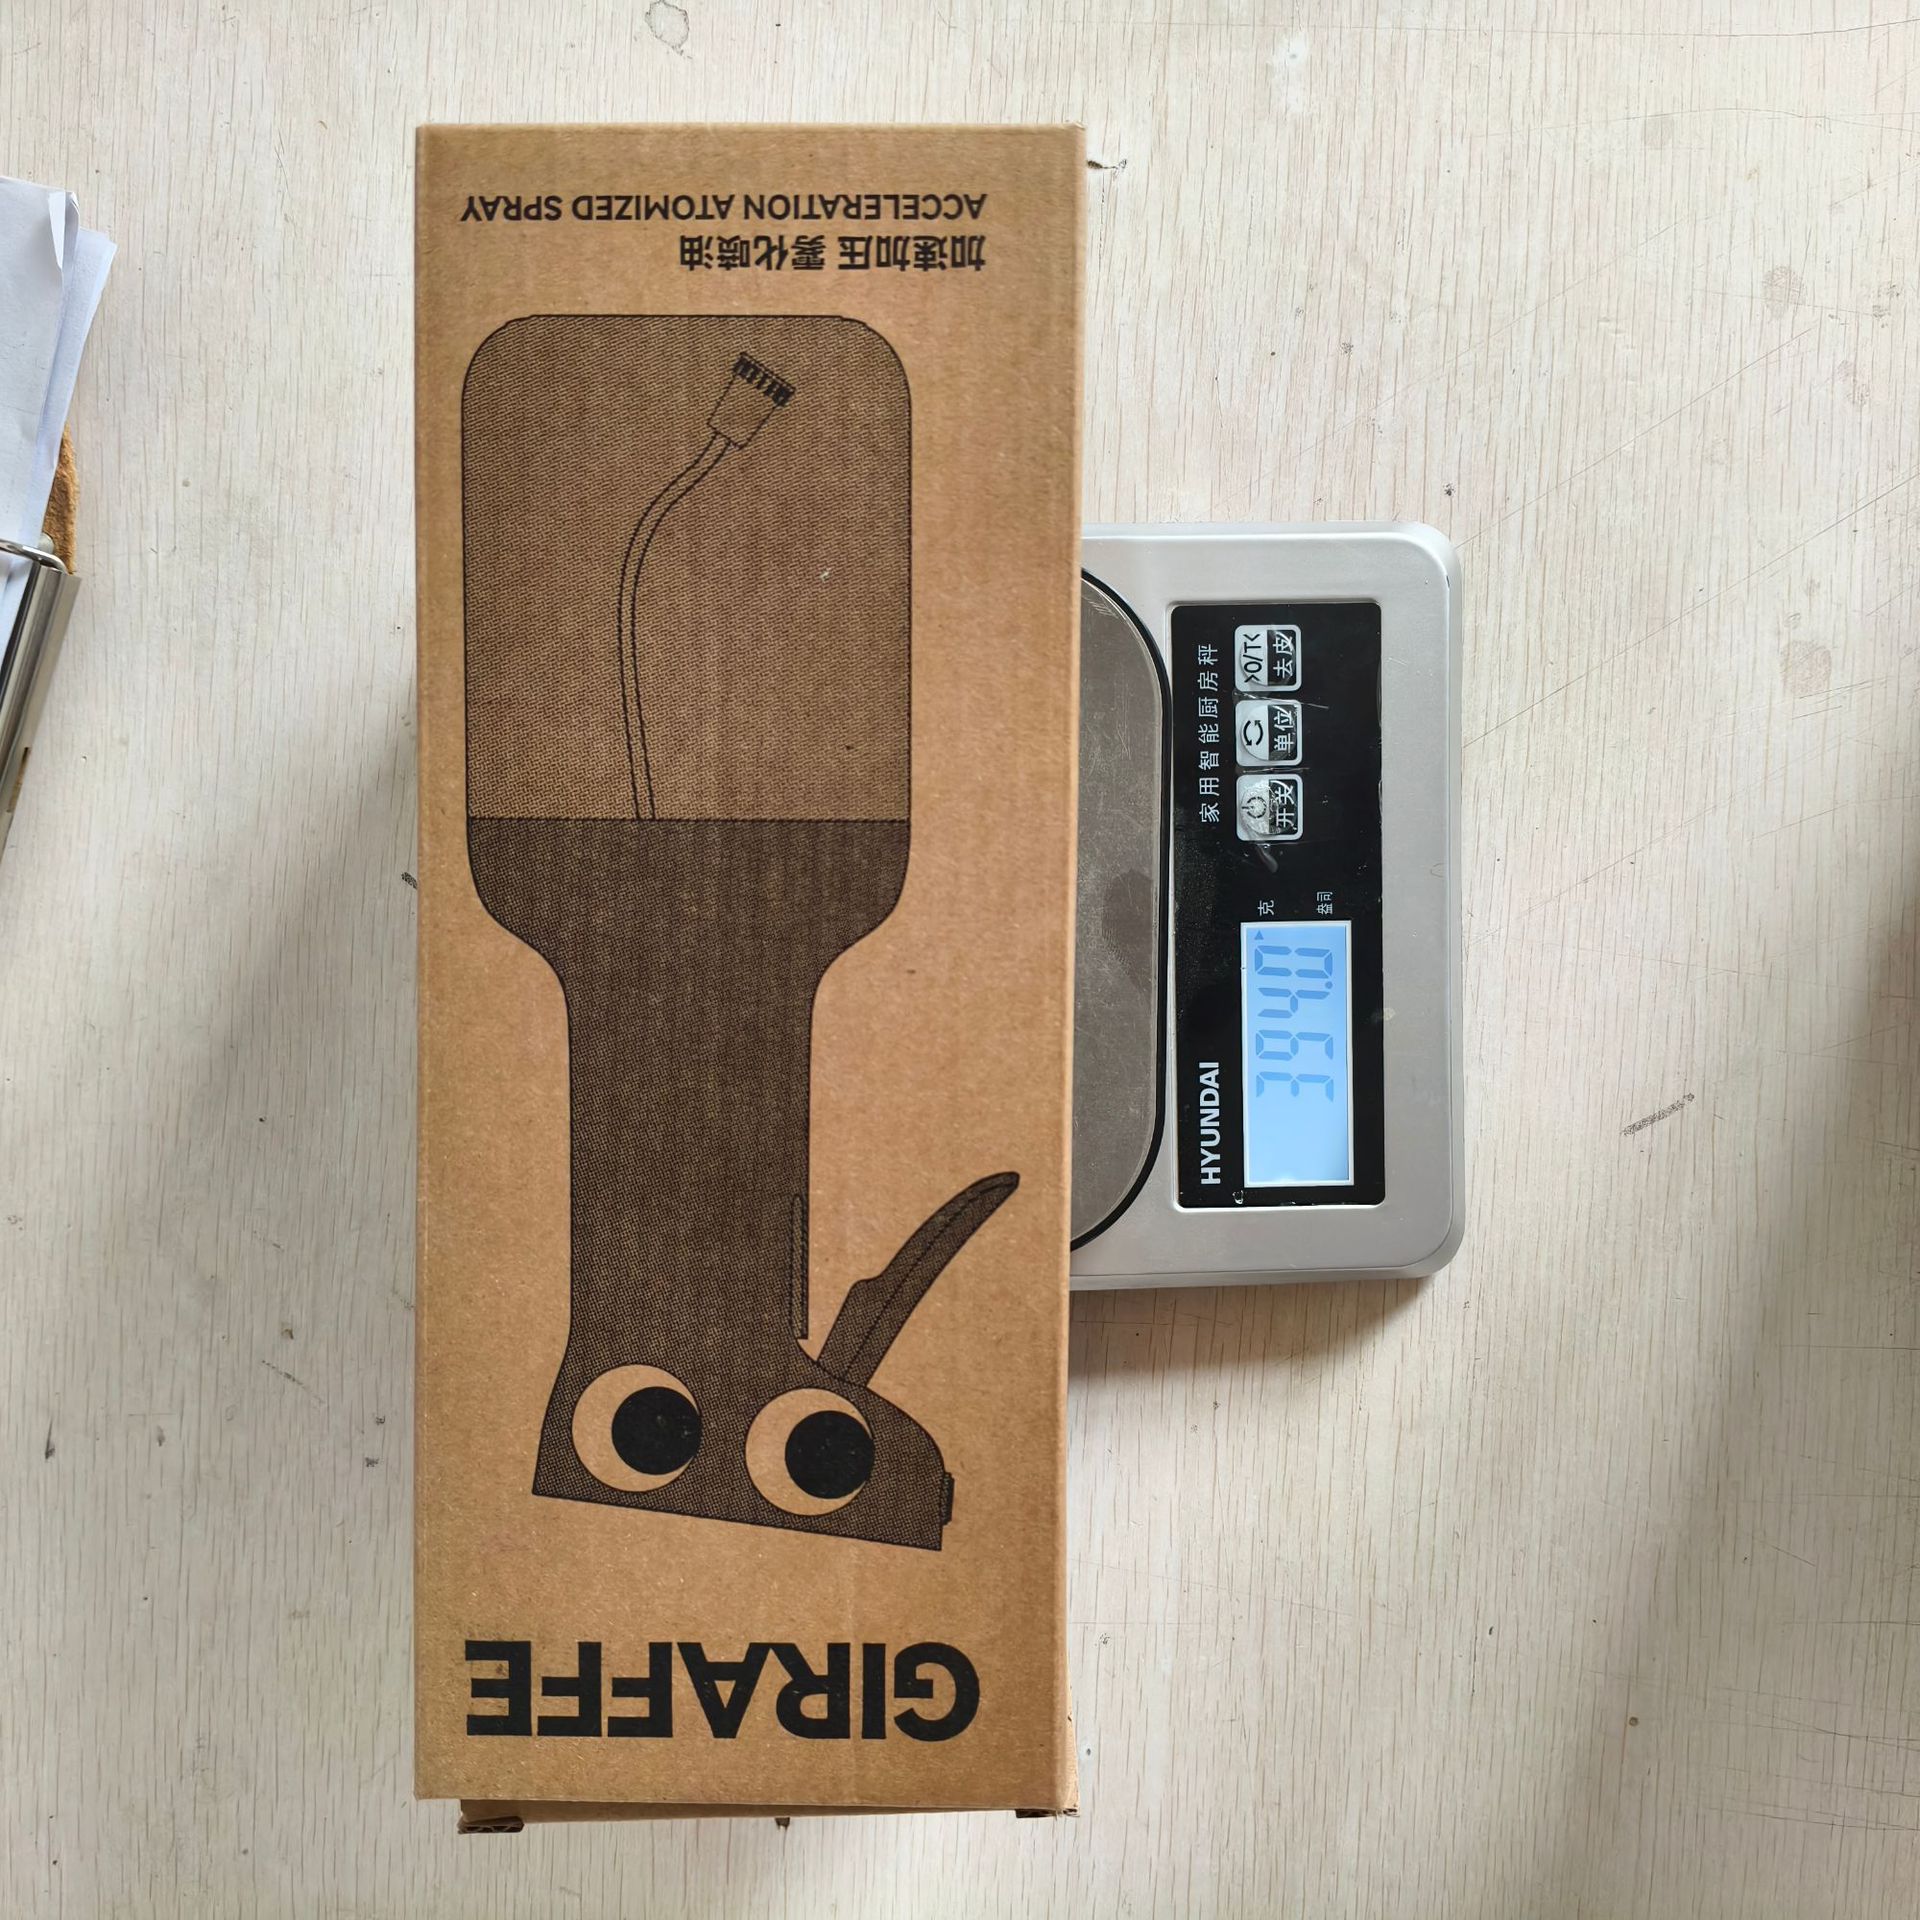 GIRAFFE
加速加压 雾化喷油
ACCELERATION ATOMIZED SPRAY
HYUNDAI
家用智能厨房秤
394.0
克
盎司
开关
单位
>0/T<
去皮